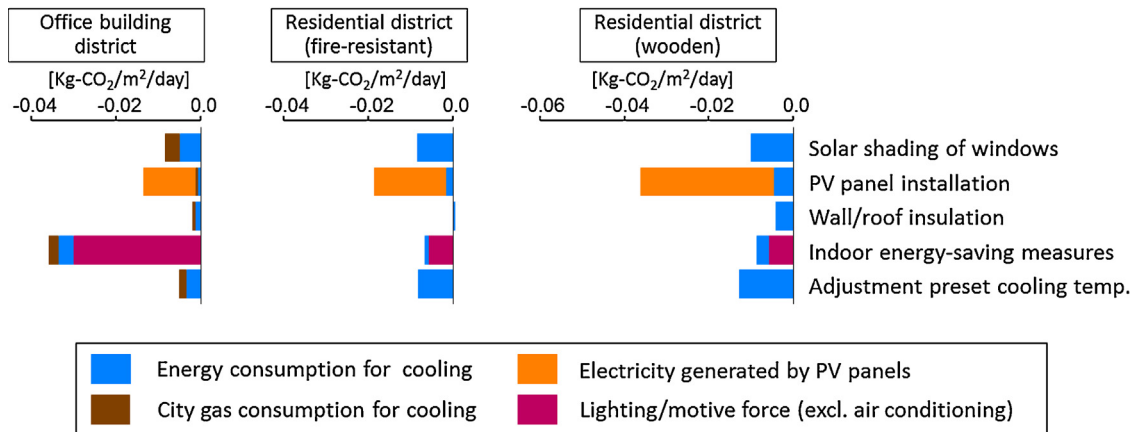 Office building
district
Residential district
(fire-resistant)
Residential district
(wooden)
[Kg-CO₂/m²/day]
[Kg-CO₂/m²/day]
[Kg-CO₂/m²/day]
-0.04 -0.02 0.0
-0.04 -0.02 0.0
-0.06 -0.04 -0.02 0.0
Solar shading of windows
PV panel installation
Wall/roof insulation
Indoor energy-saving measures
Adjustment preset cooling temp.
Energy consumption for cooling
Electricity generated by PV panels
City gas consumption for cooling
Lighting/motive force (excl. air conditioning)